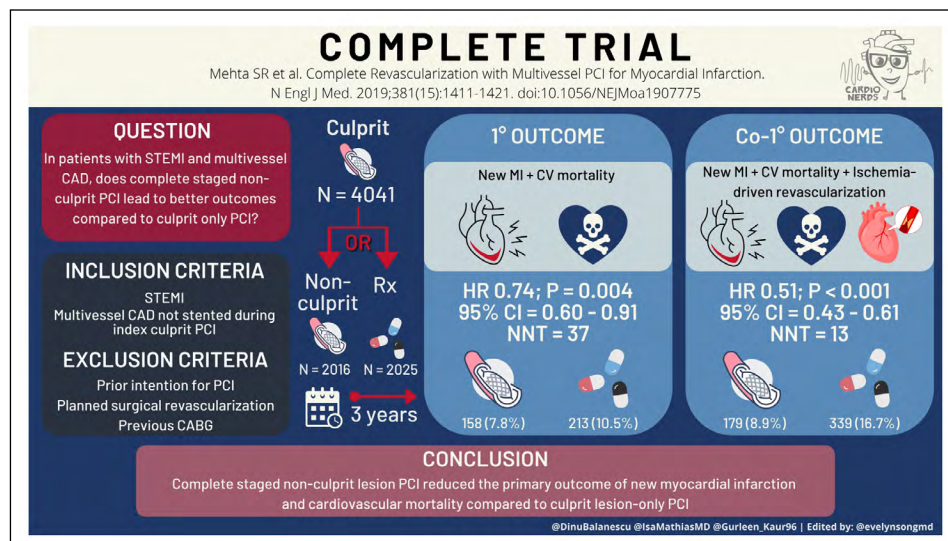 COMPLETE TRIAL
Mehta SR et al. Complete Revascularization with Multivessel PCI for Myocardial Infarction.
N Engl J Med. 2019;381(15):1411-1421. doi:10.1056/NEJMoa1907775
CARDIO
NERDS
QUESTION
In patients with STEMI and multivessel
CAD, does complete staged non-
culprit PCI lead to better outcomes
compared to culprit only PCI?
INCLUSION CRITERIA
STEMI
Multivessel CAD not stented during
index culprit PCI
EXCLUSION CRITERIA
Prior intention for PCI
Planned surgical revascularization
Previous CABG
Culprit
N = 4041
OR
Non-
culprit
Rx
N = 2016
N = 2025
3 years
1° OUTCOME
New MI + CV mortality
HR 0.74; P = 0.004
95% CI = 0.60 - 0.91
NNT = 37
158 (7.8%)
213 (10.5%)
Co-1° OUTCOME
New MI + CV mortality + Ischemia-
driven revascularization
HR 0.51; P < 0.001
95% CI = 0.43 - 0.61
NNT = 13
179 (8.9%)
339 (16.7%)
CONCLUSION
Complete staged non-culprit lesion PCI reduced the primary outcome of new myocardial infarction
and cardiovascular mortality compared to culprit lesion-only PCI
@DinuBalanescu @IsaMathiasMD @Gurleen_Kaur96 | Edited by: @evelynsongmd